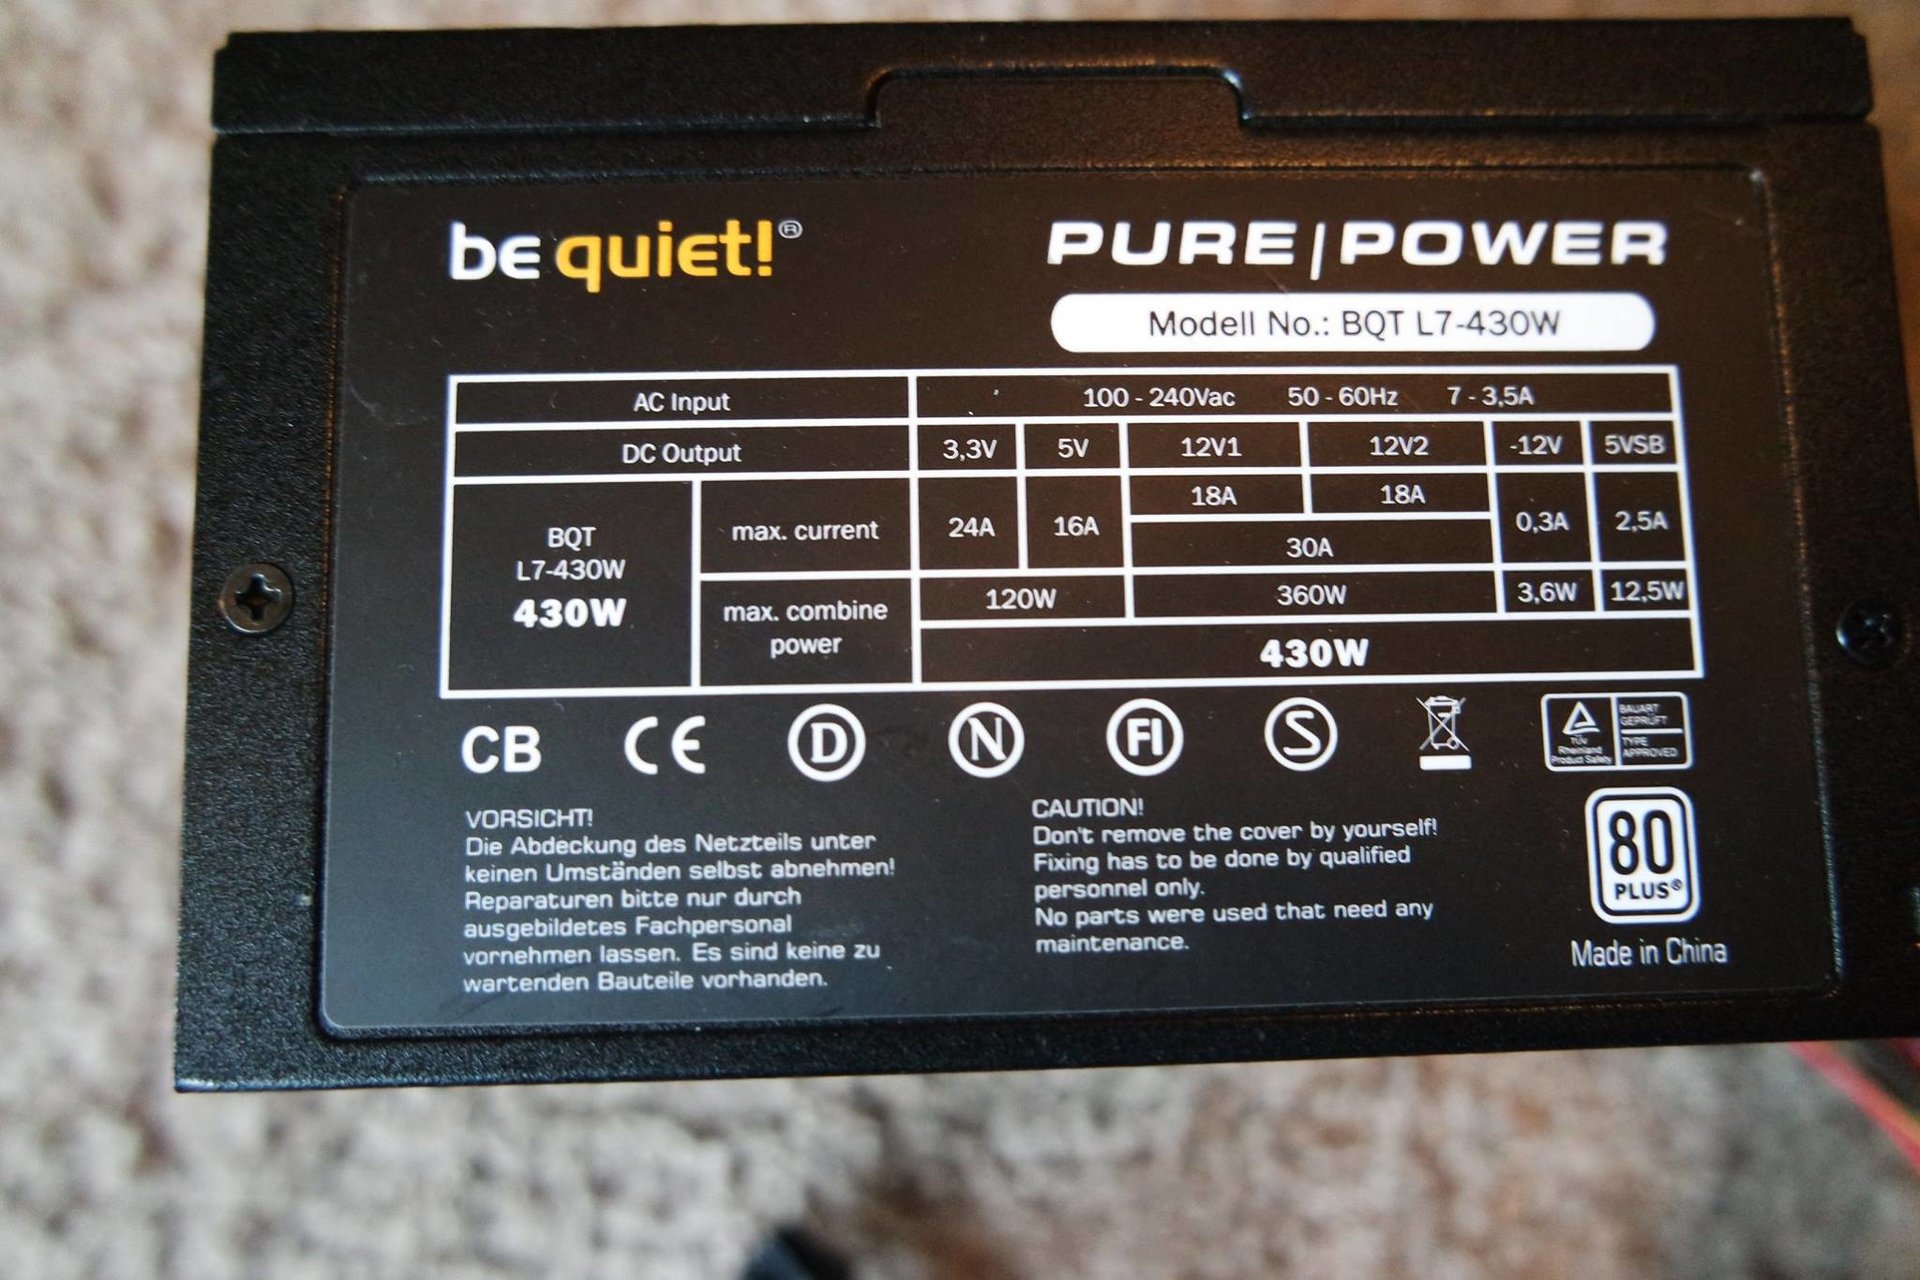 be quiet!®
PURE|POWER
Modell No.: BQT L7-430W
AC Input 100 - 240Vac 50 - 60Hz 7 - 3,5A
DC Output 3,3V 5V 12V1 12V2 -12V 5VSB
BQT
L7-430W
430W
max. current 24A 16A 18A 18A 0,3A 2,5A
30A
max. combine
power
120W 360W 3,6W 12,5W
430W
CB CE D N FI S
TÜV
Rheinland
Product Safety
BAUART
GEPRÜFT
TYPE
APPROVED
VORSICHT!
Die Abdeckung des Netzteils unter
keinen Umständen selbst abnehmen!
Reparaturen bitte nur durch
ausgebildetes Fachpersonal
vornehmen lassen. Es sind keine zu
wartenden Bauteile vorhanden.
CAUTION!
Don't remove the cover by yourself!
Fixing has to be done by qualified
personnel only.
No parts were used that need any
maintenance.
80
PLUS®
Made in China